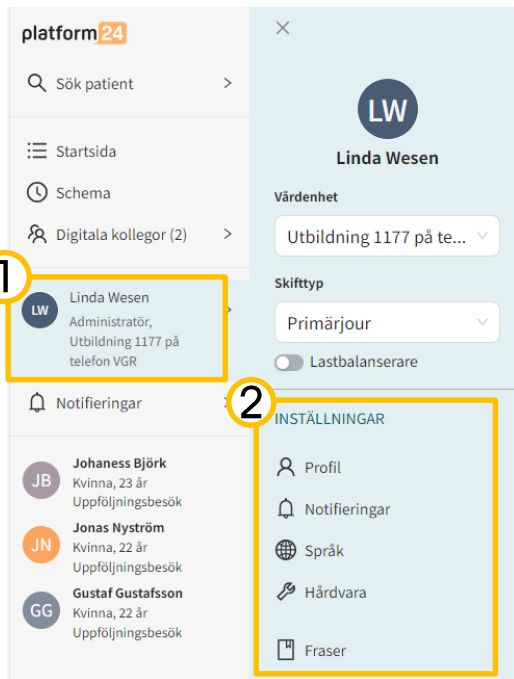 platform24
Sök patient
Startsida
Schema
Digitala kollegor (2)
1
LW
Linda Wesen
Administratör,
Utbildning 1177 på
telefon VGR
Notifieringar
JB
Johaness Björk
Kvinna, 23 år
Uppföljningsbesök
JN
Jonas Nyström
Kvinna, 22 år
Uppföljningsbesök
GG
Gustaf Gustafsson
Kvinna, 22 år
Uppföljningsbesök
LW
Linda Wesen
Vårdenhet
Utbildning 1177 på te...
Skifttyp
Primärjour
Lastbalanserare
2
INSTÄLLNINGAR
Profil
Notifieringar
Språk
Hårdvara
Fraser